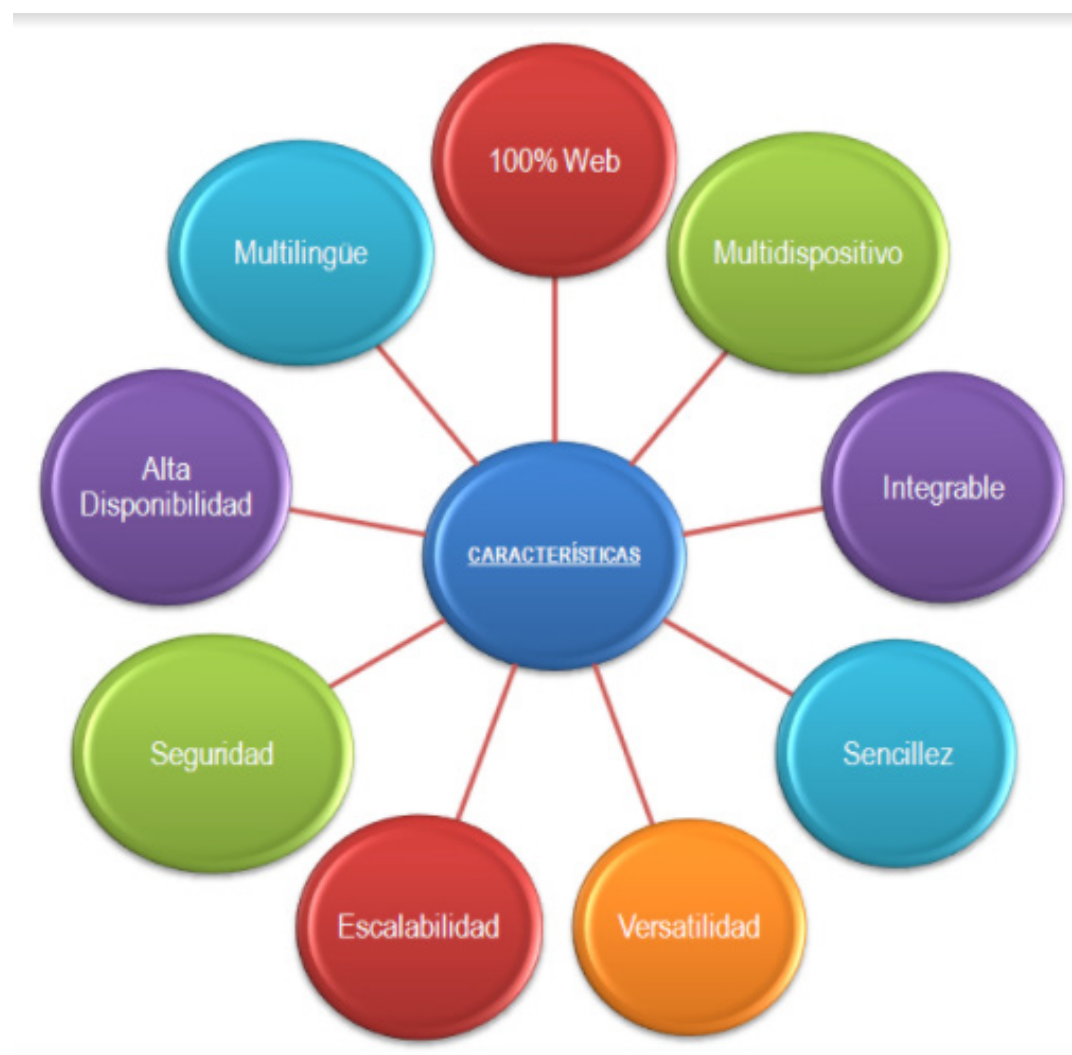 100% Web
Multidispositivo
Integrable
Sencillez
Versatilidad
Escalabilidad
Seguridad
Alta
Disponibilidad
Multilingüe
CARACTERÍSTICAS